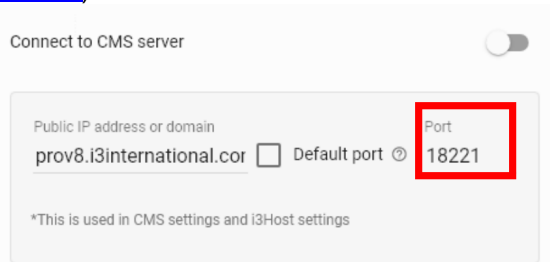 Connect to CMS server
Public IP address or domain
Port
prov8.i3international.cor
Default port
18221
*This is used in CMS settings and i3Host settings